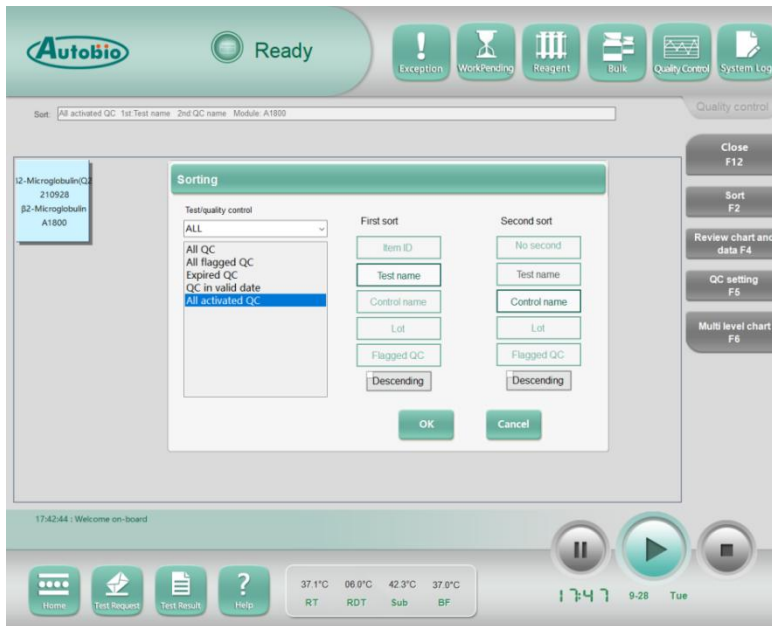 Autobio
Ready
Exception
WorkPending
Reagent
Bulk
Quality Control
System Log
Sort: All activated QC 1st:Test name 2nd:QC name Module: A1800
Quality control
β2-Microglobulin(Q2
210928
β2-Microglobulin
A1800
Sorting
Test/quality control
ALL
All QC
All flagged QC
Expired QC
QC in valid date
All activated QC
First sort
Item ID
Test name
Control name
Lot
Flagged QC
Descending
Second sort
No second
Test name
Control name
Lot
Flagged QC
Descending
OK
Cancel
Close
F12
Sort
F2
Review chart and
data F4
QC setting
F5
Multi level chart
F6
17:42:44 : Welcome on-board
Home
Test Request
Test Result
?
Help
37.1°C 06.0°C 42.3°C 37.0°C
RT RDT Sub BF
17:47 9-28 Tue